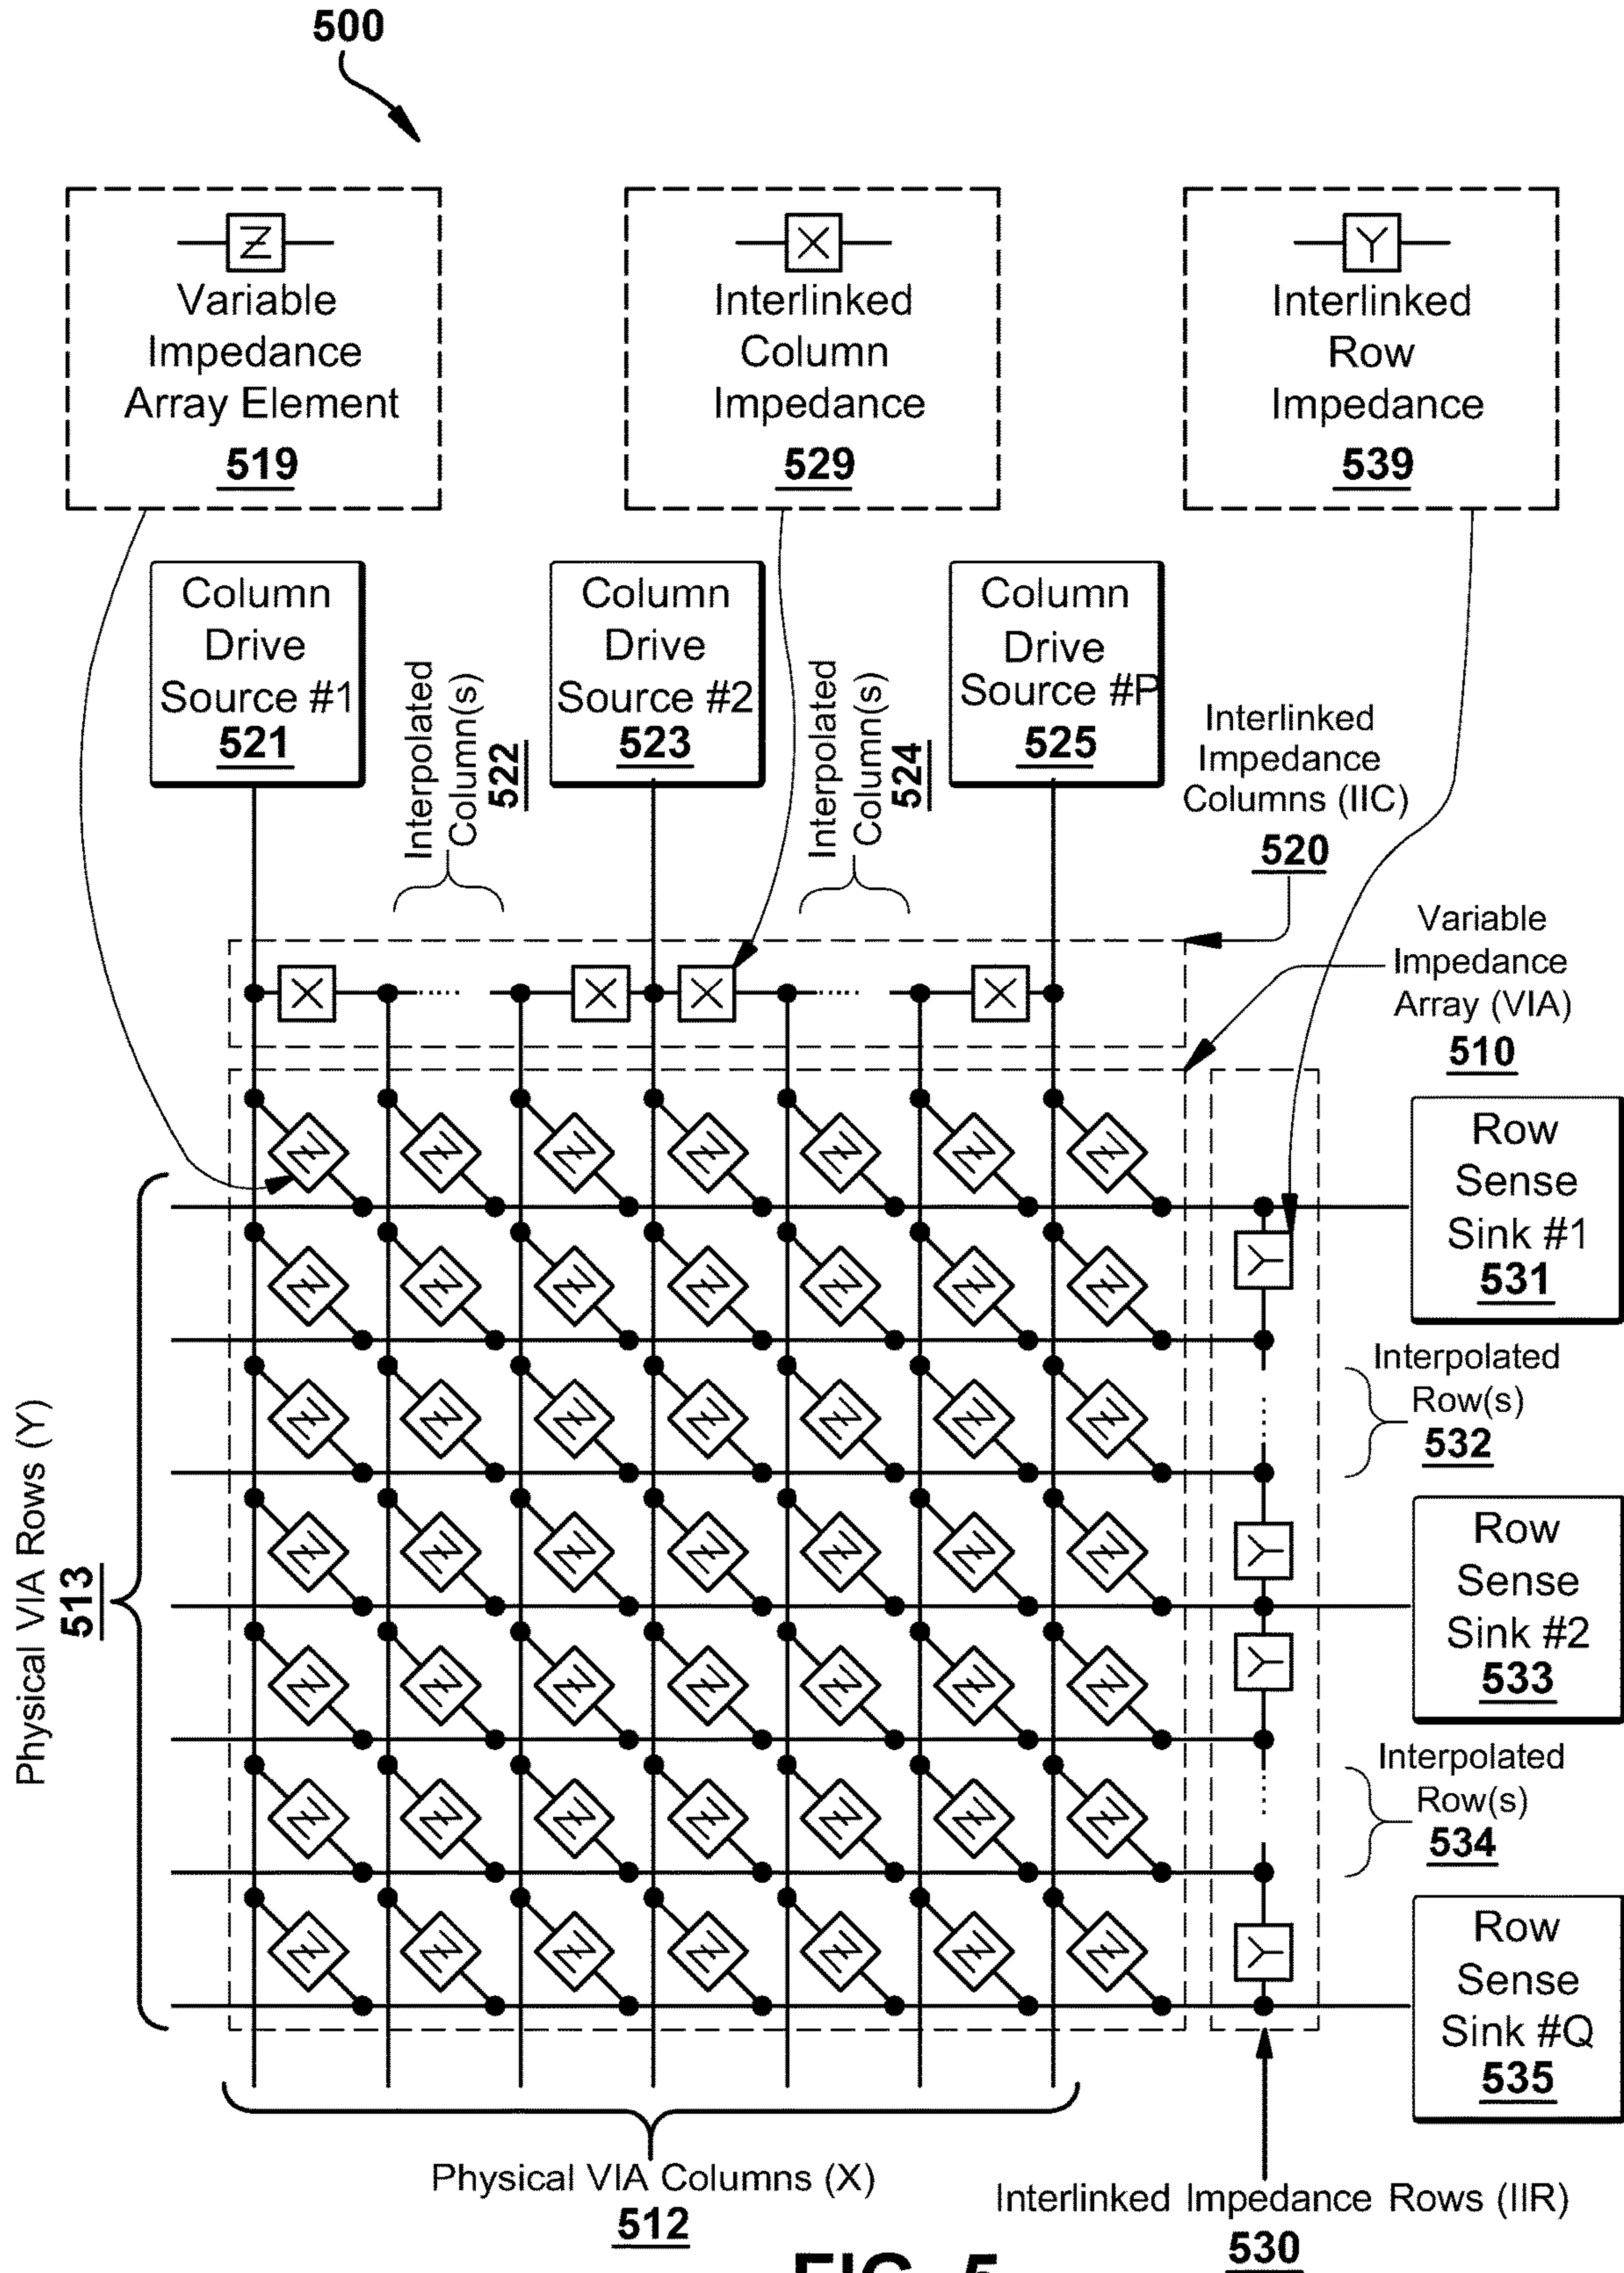 500
Z
Variable
Impedance
Array Element
519
X
Interlinked
Column
Impedance
529
Y
Interlinked
Row
Impedance
539
Column
Drive
Source #1
521
Interpolated
Column(s)
522
Column
Drive
Source #2
523
Interpolated
Column(s)
524
Column
Drive
Source #P
525
Interlinked
Impedance
Columns (IIC)
520
Variable
Impedance
Array (VIA)
510
X
X
X
X
Z Z Z Z Z Z Z
Z Z Z Z Z Z Z
Z Z Z Z Z Z Z
Z Z Z Z Z Z Z
Z Z Z Z Z Z Z
Z Z Z Z Z Z Z
Z Z Z Z Z Z Z
Y
Y
Y
Y
Row
Sense
Sink #1
531
Interpolated
Row(s)
532
Row
Sense
Sink #2
533
Interpolated
Row(s)
534
Row
Sense
Sink #Q
535
Physical VIA Rows (Y)
513
Physical VIA Columns (X)
512
Interlinked Impedance Rows (IIR)
530
FIG. 5